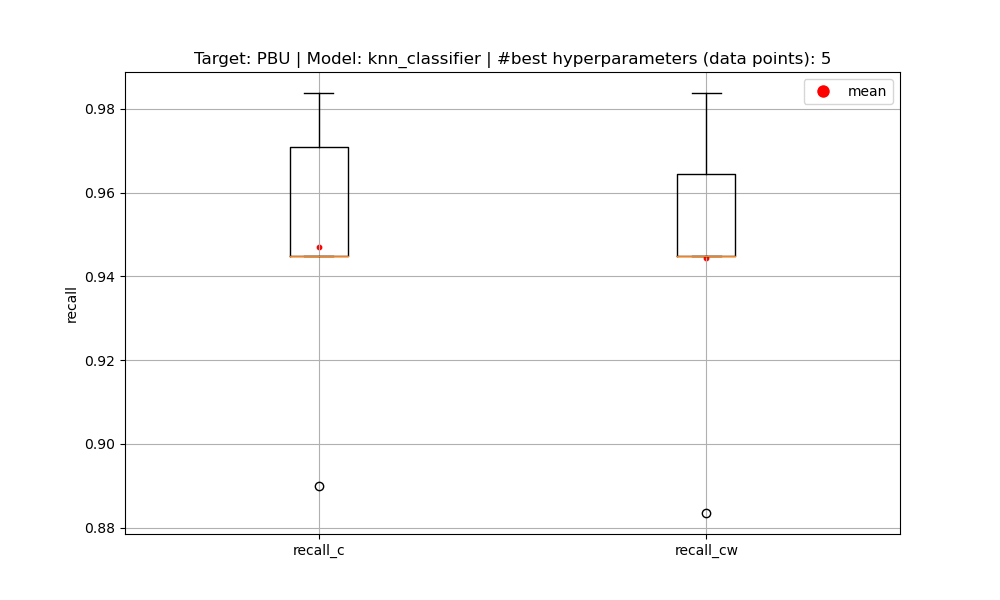 Target: PBU | Model: knn_classifier | #best hyperparameters (data points): 5
mean
0.98
0.96
0.94
0.92
0.90
0.88
recall
recall_c
recall_cw